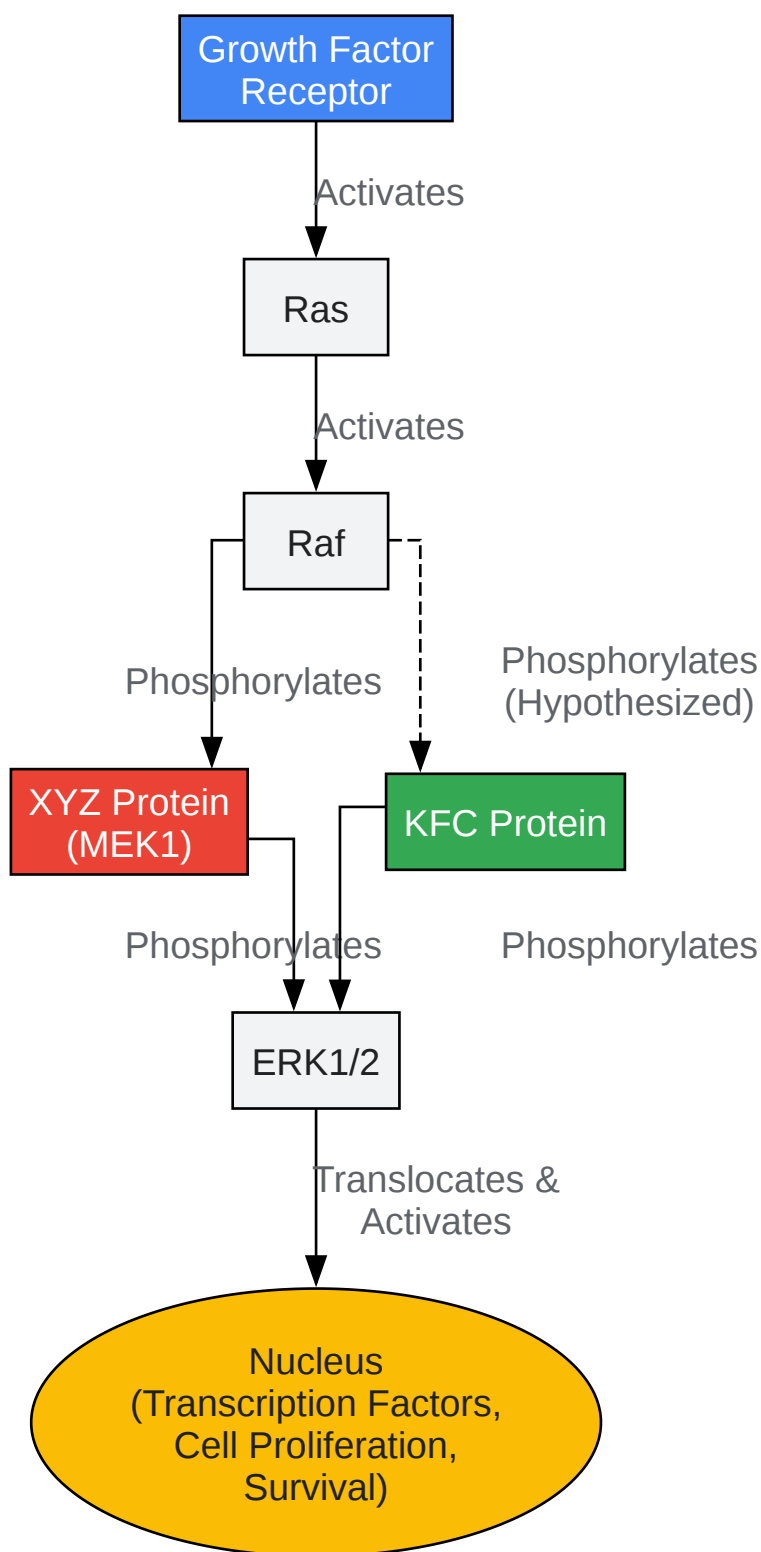 Growth Factor
Receptor
Activates
Ras
Activates
Raf
Phosphorylates
Phosphorylates
(Hypothesized)
XYZ Protein
(MEK1)
KFC Protein
Phosphorylates
Phosphorylates
ERK1/2
Translocates &
Activates
Nucleus
(Transcription Factors,
Cell Proliferation,
Survival)